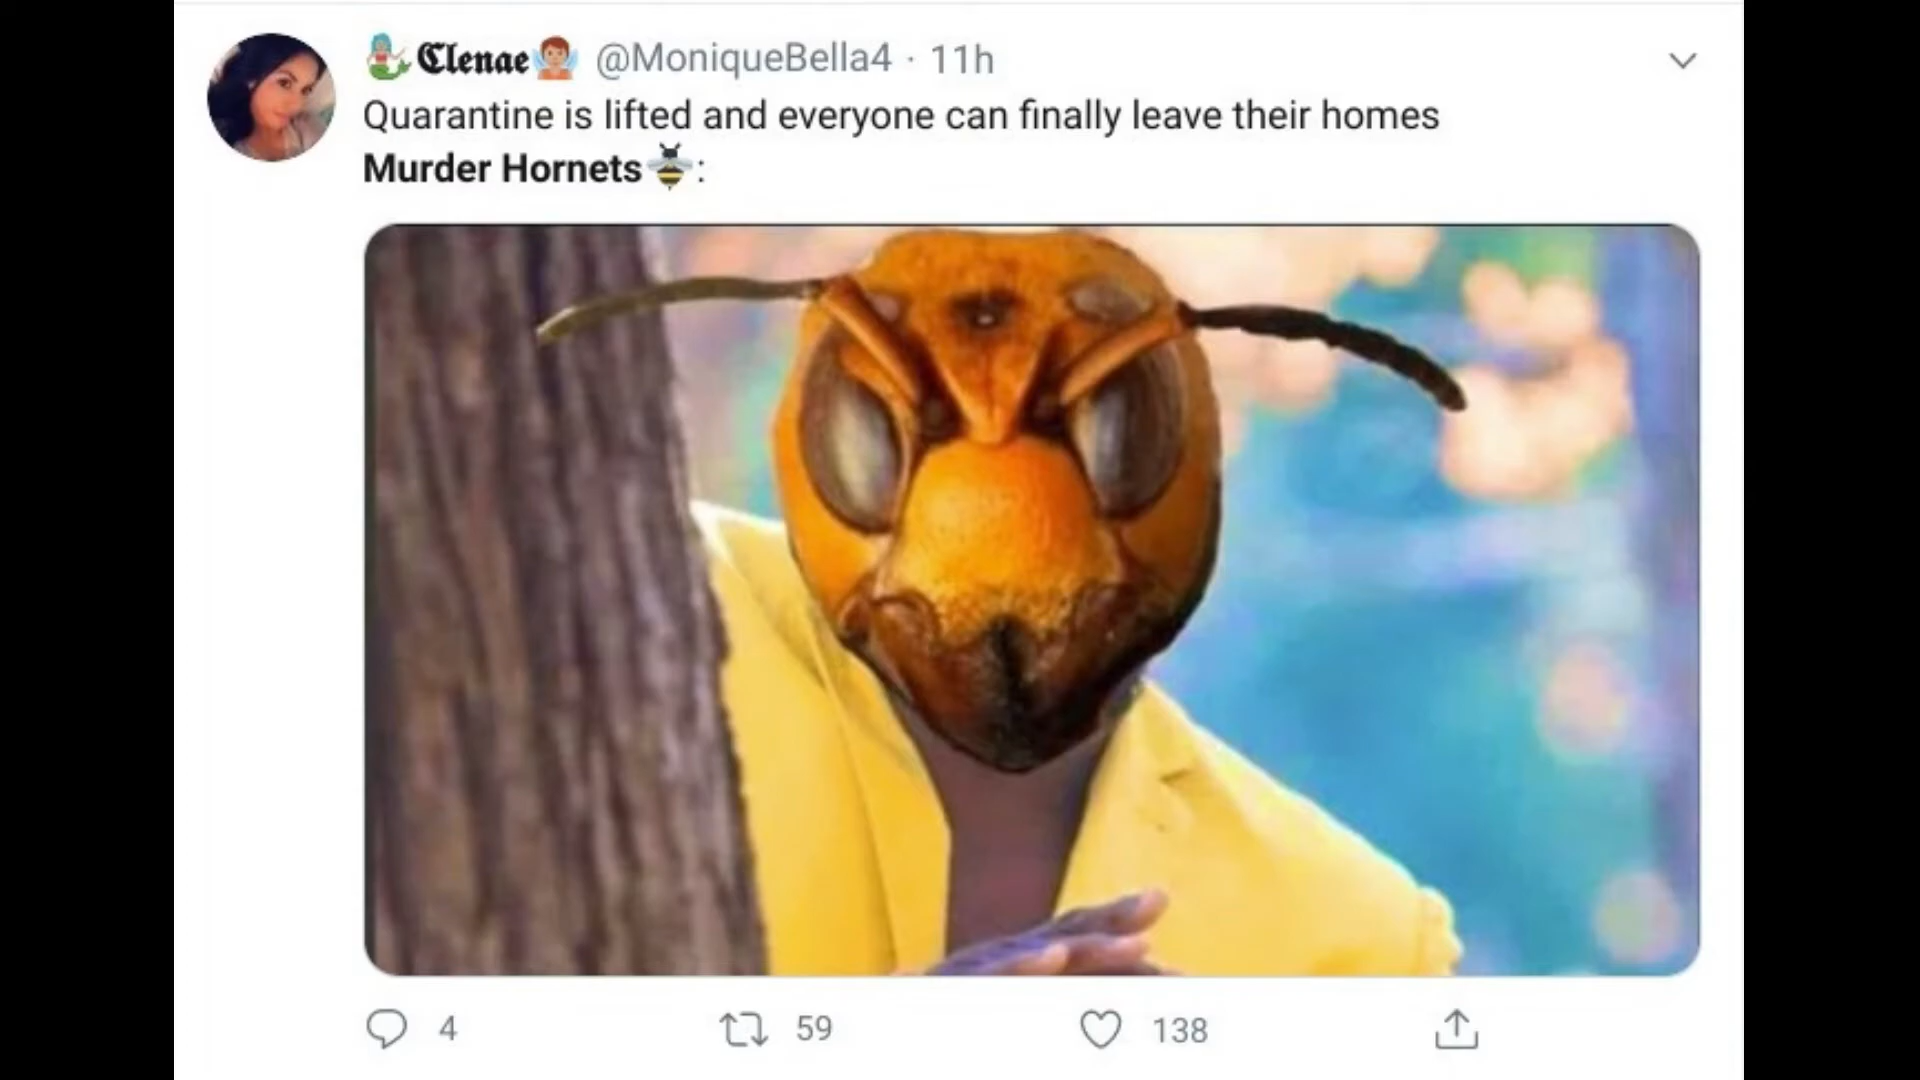 🧜‍♀️𝕮𝖑𝖊𝖓𝖆𝖊🧚 @MoniqueBella4 · 11h
Quarantine is lifted and everyone can finally leave their homes
Murder Hornets🐝:
4 59 138